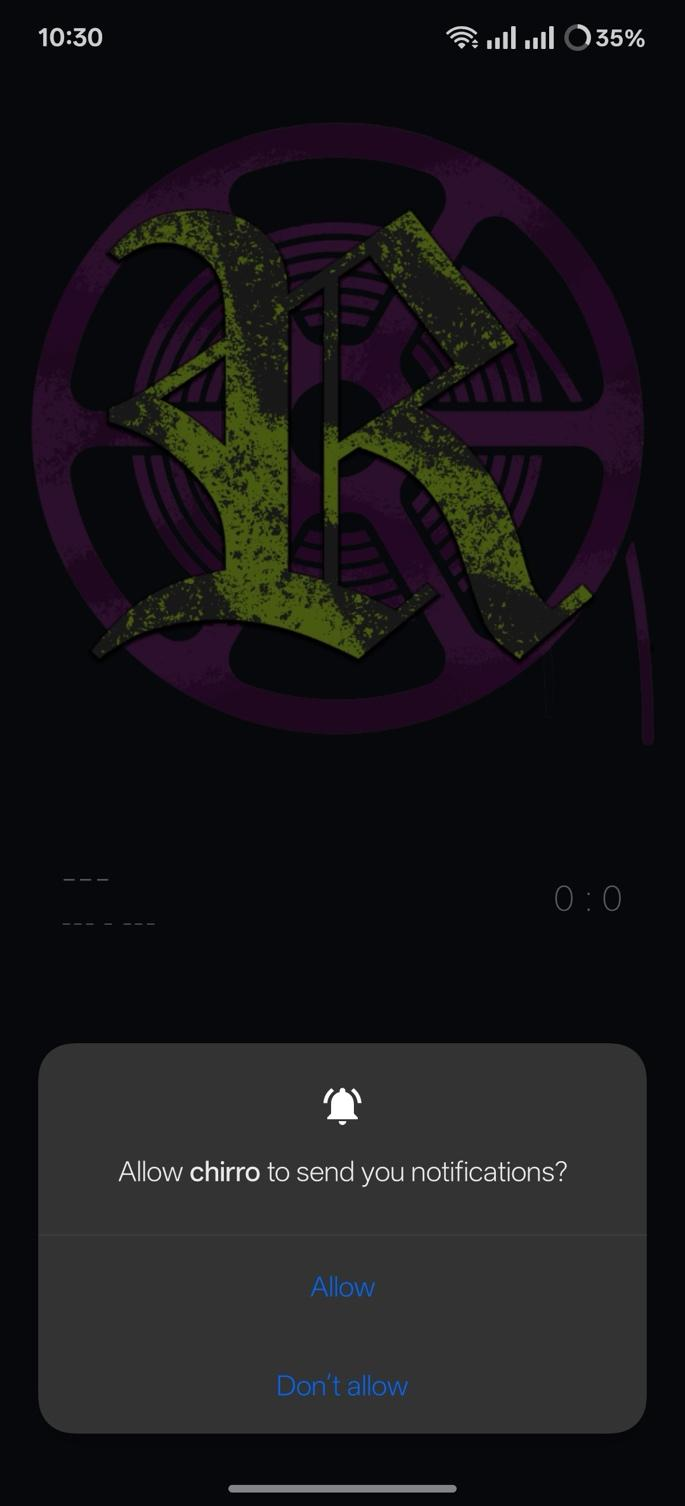 10:30
35%
R
---
--- - ---
0 : 0
Allow chirro to send you notifications?
Allow
Don't allow